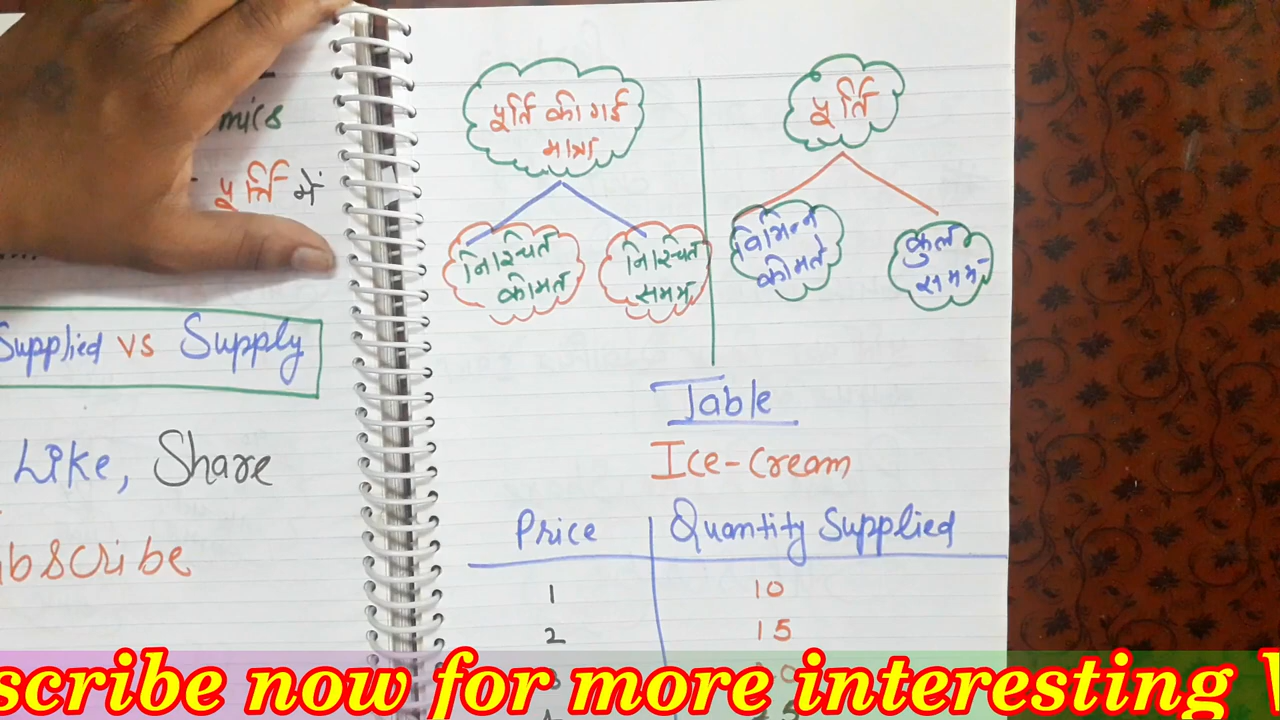 mics
पूर्ति में
....
Supplied vs Supply
Like, Share
bscribe
पूर्ति की गई
मात्रा
निश्चित
कीमत
निश्चित
समय
पूर्ति
विभिन्न
कीमतें
कुल
समय
Table
Ice-Cream
Price Quantity Supplied
1 10
2 15
scribe now for more interesting